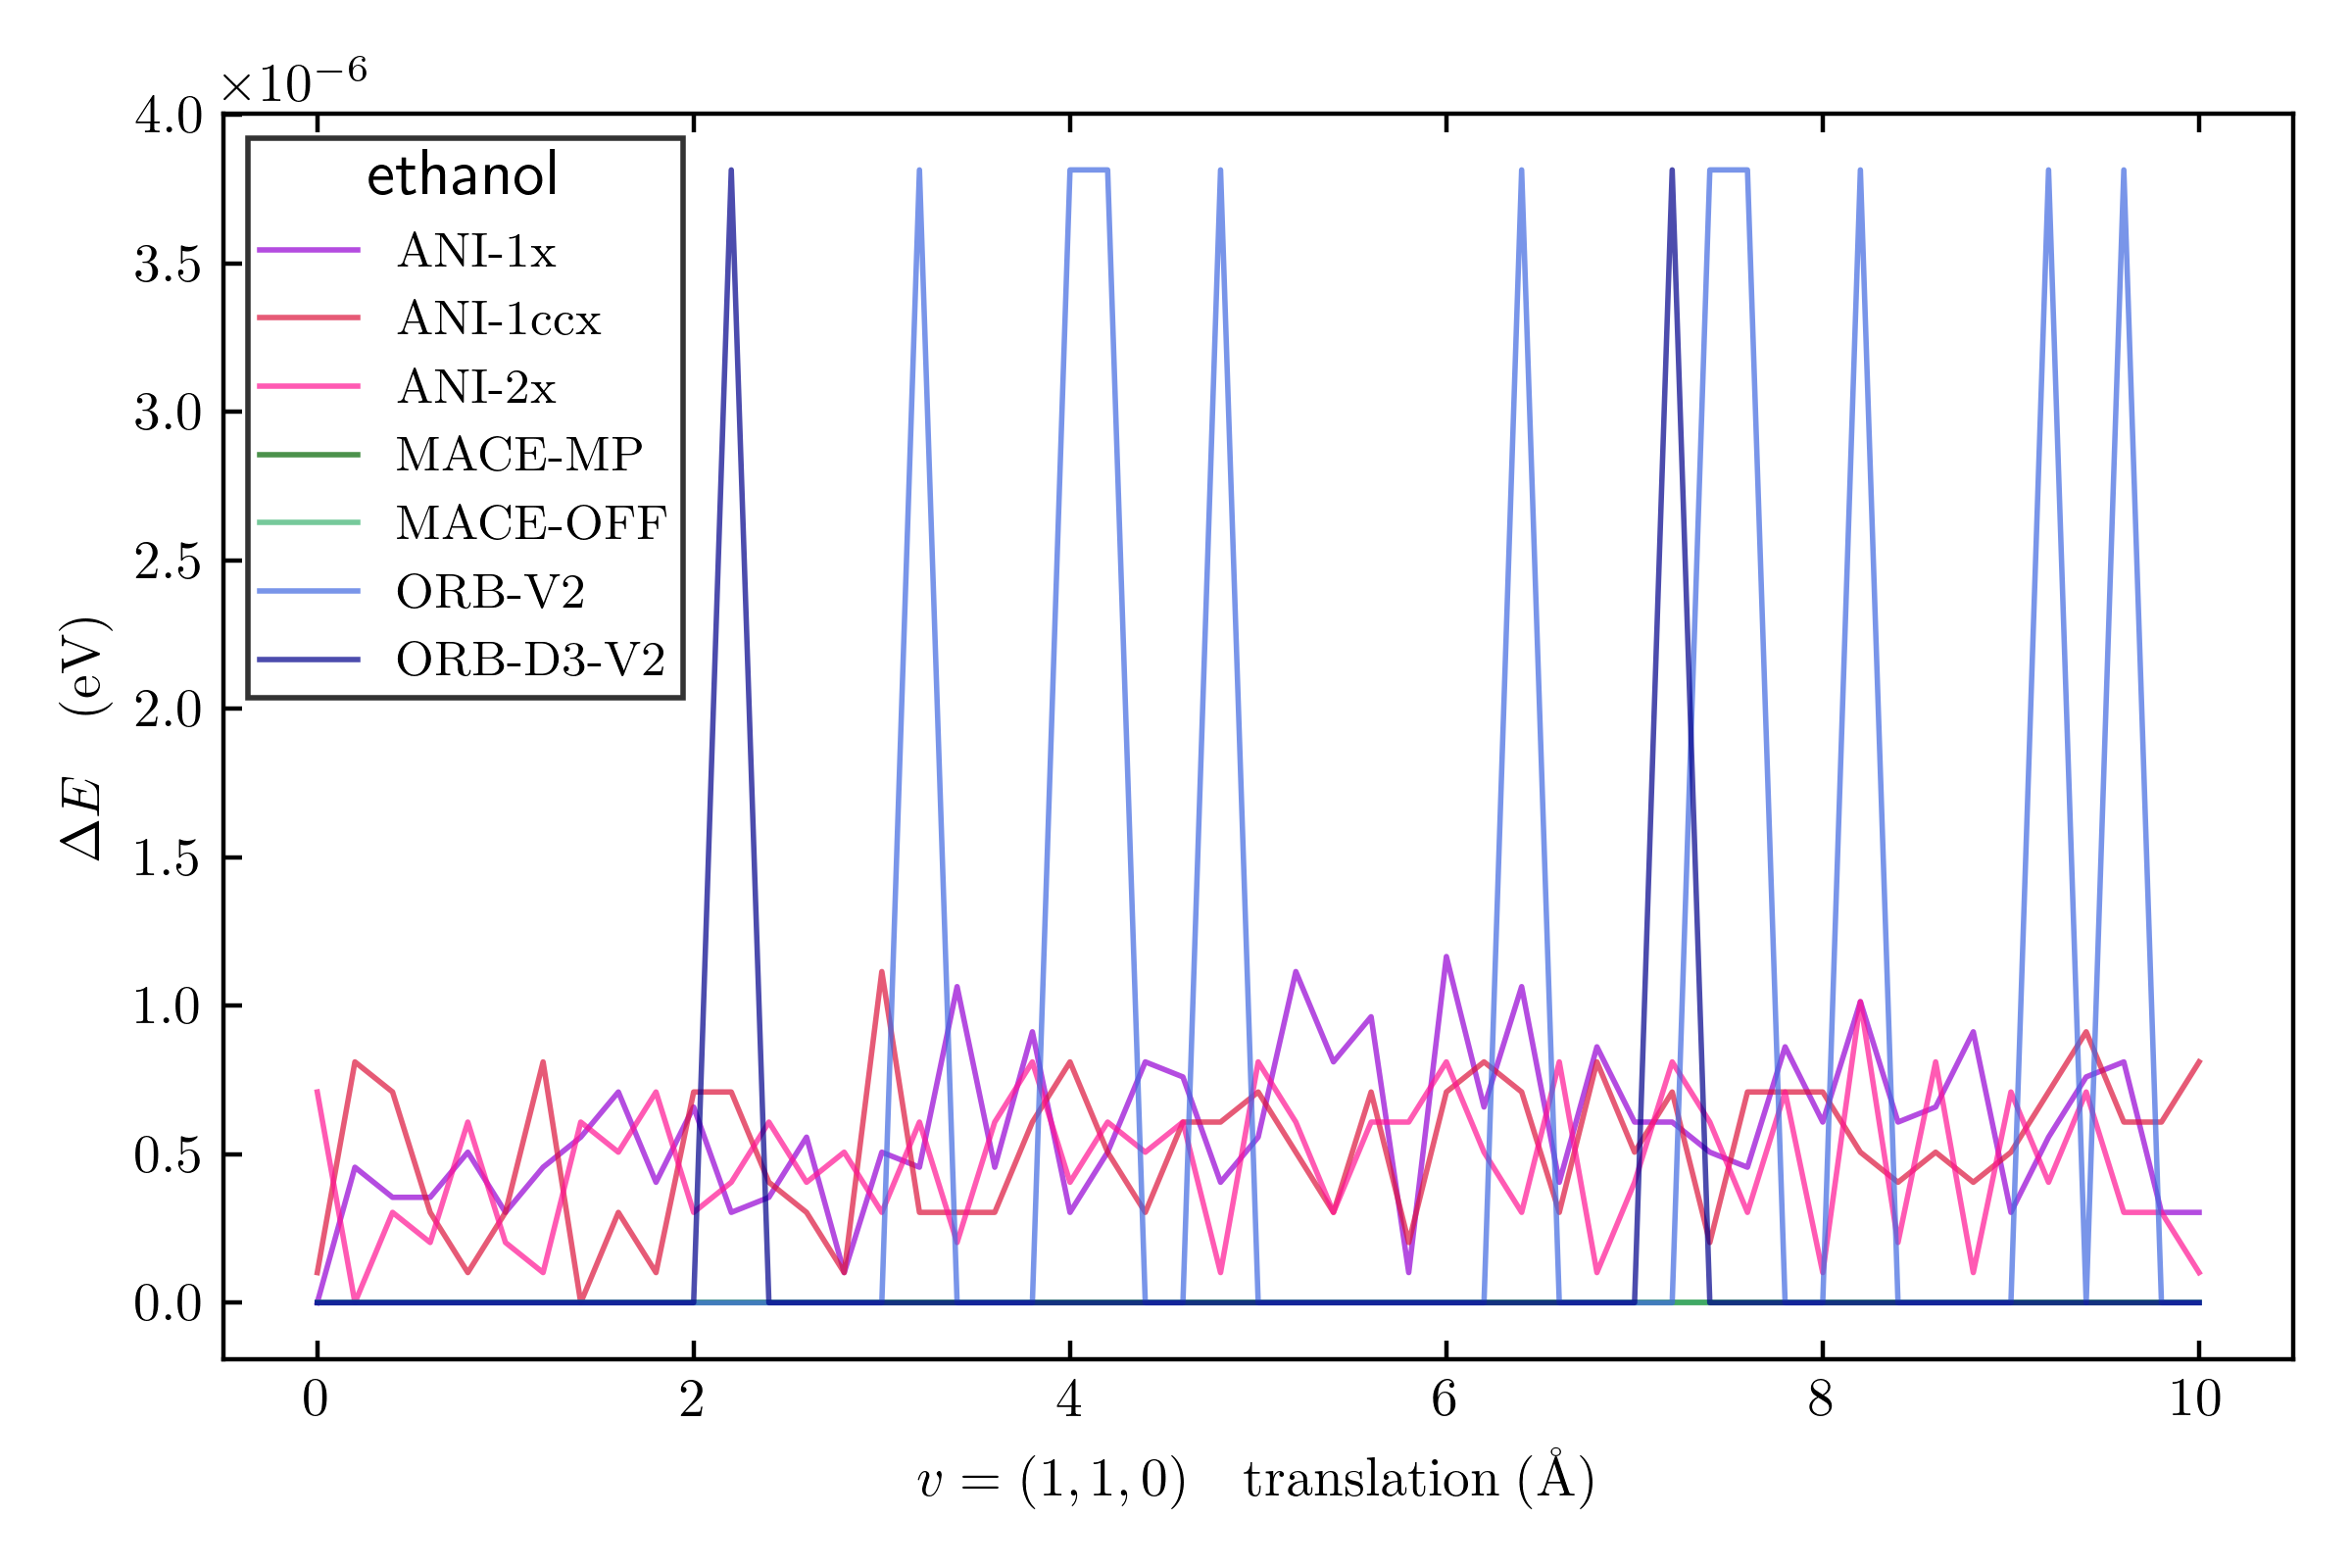 ×10⁻⁶
4.0
3.5
3.0
2.5
2.0
1.5
1.0
0.5
0.0
ΔE (eV)
ethanol
ANI-1x
ANI-1ccx
ANI-2x
MACE-MP
MACE-OFF
ORB-V2
ORB-D3-V2
0 2 4 6 8 10
v = (1, 1, 0) translation (Å)